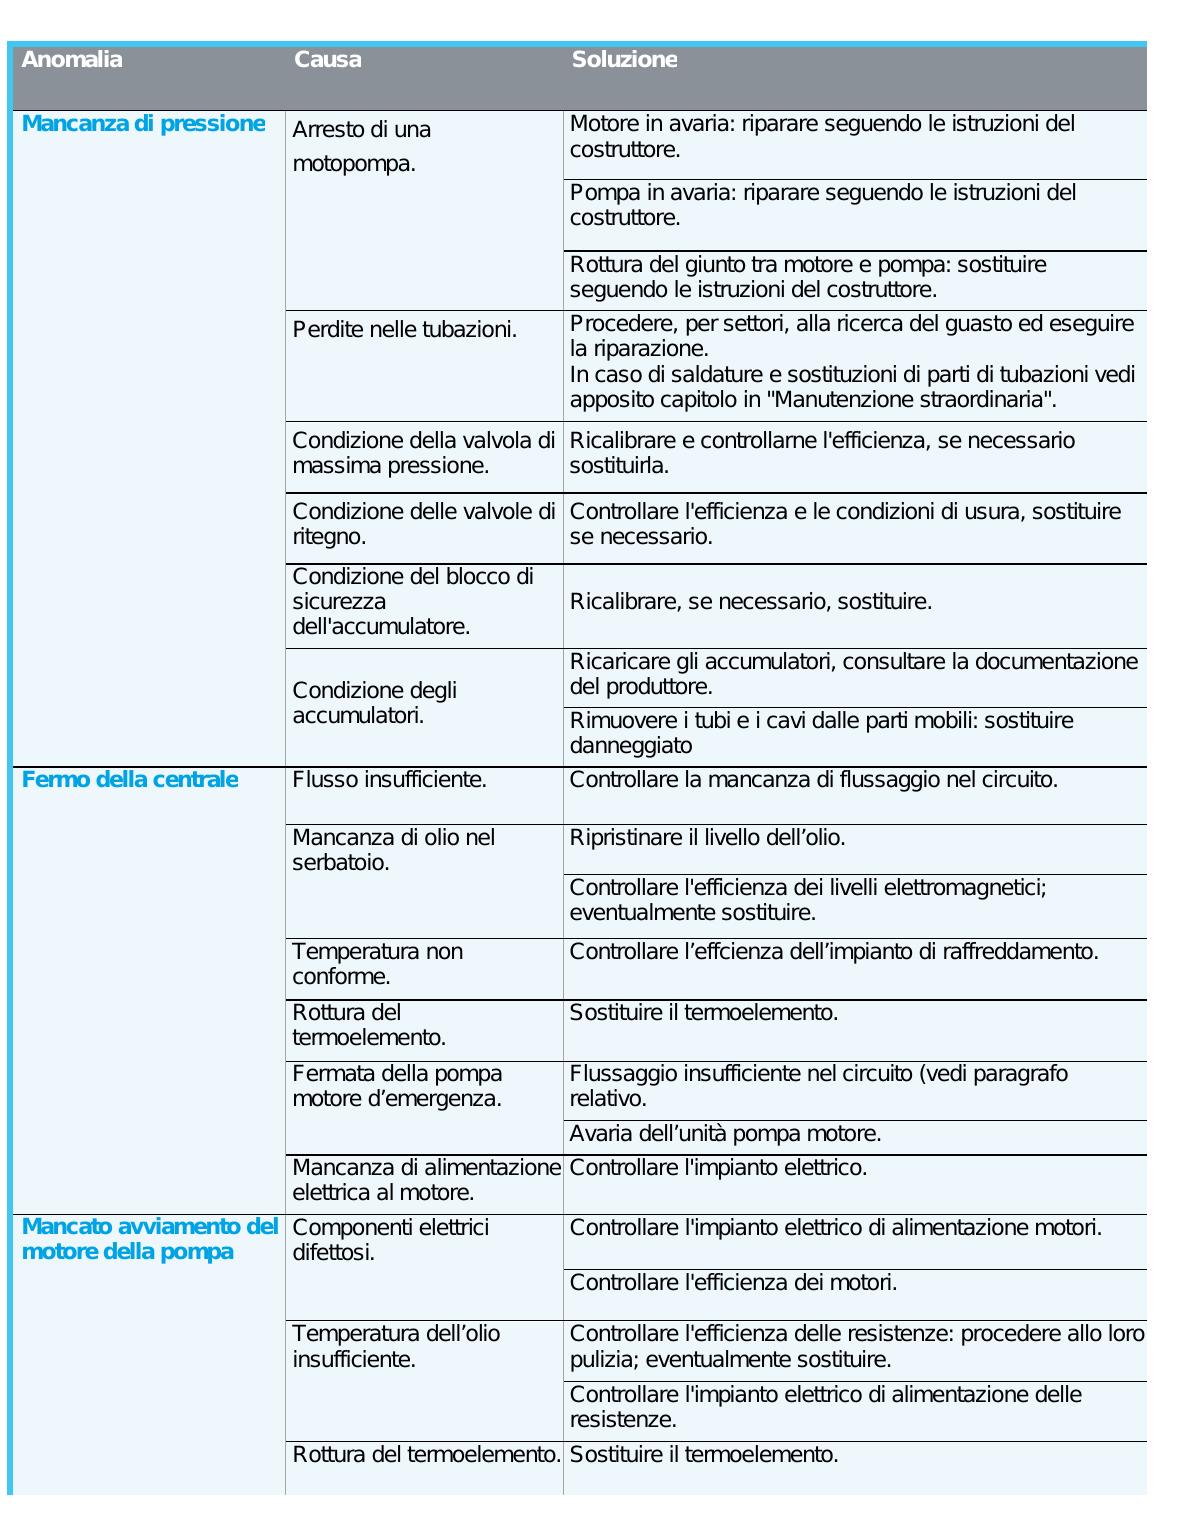 Anomalia Causa Soluzione
Mancanza di pressione
Arresto di una
motopompa.
Motore in avaria: riparare seguendo le istruzioni del
costruttore.
Pompa in avaria: riparare seguendo le istruzioni del
costruttore.
Rottura del giunto tra motore e pompa: sostituire
seguendo le istruzioni del costruttore.
Perdite nelle tubazioni.
Procedere, per settori, alla ricerca del guasto ed eseguire
la riparazione.
In caso di saldature e sostituzioni di parti di tubazioni vedi
apposito capitolo in "Manutenzione straordinaria".
Condizione della valvola di
massima pressione.
Ricalibrare e controllarne l'efficienza, se necessario
sostituirla.
Condizione delle valvole di
ritegno.
Controllare l'efficienza e le condizioni di usura, sostituire
se necessario.
Condizione del blocco di
sicurezza
dell'accumulatore.
Ricalibrare, se necessario, sostituire.
Condizione degli
accumulatori.
Ricaricare gli accumulatori, consultare la documentazione
del produttore.
Rimuovere i tubi e i cavi dalle parti mobili: sostituire
danneggiato
Fermo della centrale
Flusso insufficiente.
Controllare la mancanza di flussaggio nel circuito.
Mancanza di olio nel
serbatoio.
Ripristinare il livello dell’olio.
Controllare l'efficienza dei livelli elettromagnetici;
eventualmente sostituire.
Temperatura non
conforme.
Controllare l’effcienza dell’impianto di raffreddamento.
Rottura del
termoelemento.
Sostituire il termoelemento.
Fermata della pompa
motore d’emergenza.
Flussaggio insufficiente nel circuito (vedi paragrafo
relativo.
Avaria dell’unità pompa motore.
Mancanza di alimentazione
elettrica al motore.
Controllare l'impianto elettrico.
Mancato avviamento del
motore della pompa
Componenti elettrici
difettosi.
Controllare l'impianto elettrico di alimentazione motori.
Controllare l'efficienza dei motori.
Temperatura dell’olio
insufficiente.
Controllare l'efficienza delle resistenze: procedere allo loro
pulizia; eventualmente sostituire.
Controllare l'impianto elettrico di alimentazione delle
resistenze.
Rottura del termoelemento.
Sostituire il termoelemento.